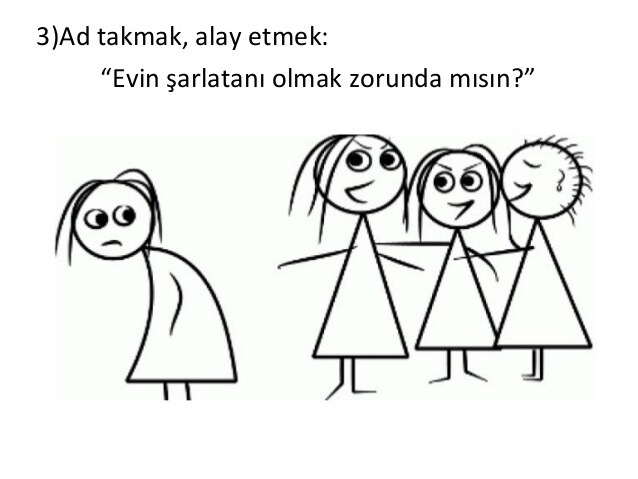 3)Ad takmak, alay etmek:
“Evin şarlatanı olmak zorunda mısın?”